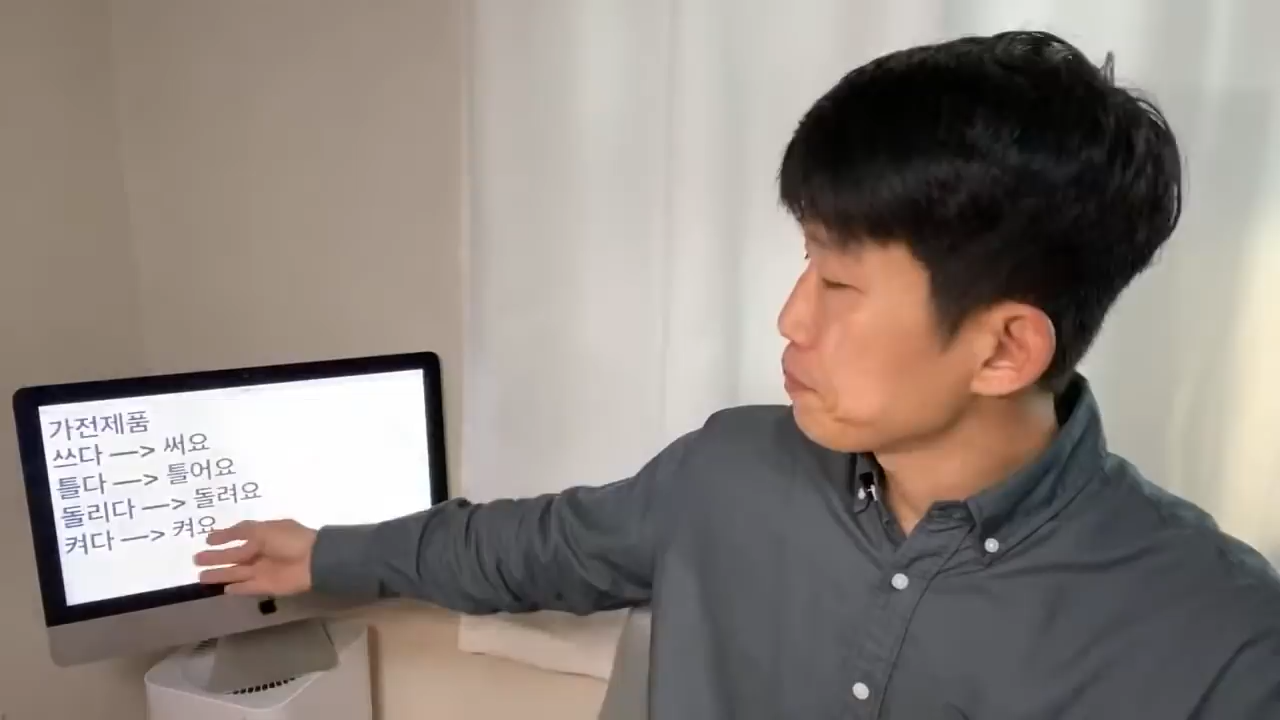 가전제품
쓰다 —> 써요
틀다 —> 틀어요
돌리다 —> 돌려요
켜다 —> 켜요